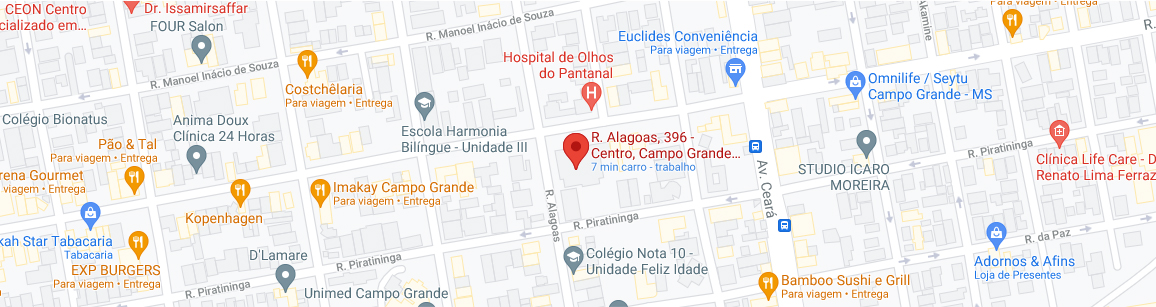 CEON Centro
cializado em…
Dr. Issamirsaffar
FOUR Salon
R. Manoel Inácio de Souza
R. Manoel Inácio de Souza
Akamine
Euclides Conveniência
Para viagem • Entrega
Hospital de Olhos
do Pantanal
Costchêlaria
Para viagem • Entrega
Omnilife / Seytu
Campo Grande - MS
Colégio Bionatus
Anima Doux
Clínica 24 Horas
Escola Harmonia
Bilíngue - Unidade III
R. Alagoas, 396 -
Centro, Campo Grande…
7 min carro - trabalho
Pão & Tal
Para viagem • Entrega
R. Piratininga
Clínica Life Care - D
Renato Lima Ferraz
STUDIO ICARO
MOREIRA
Av. Ceará
rena Gourmet
viagem • Entrega
Imakay Campo Grande
Para viagem • Entrega
Kopenhagen
R. Alagoas
R. Piratininga
kah Star Tabacaria
Tabacaria
R. da Paz
EXP BURGERS
Para viagem • Entrega
D'Lamare
R. Piratininga
Colégio Nota 10 -
Unidade Feliz Idade
Adornos & Afins
Loja de Presentes
Unimed Campo Grande
Bamboo Sushi e Grill
Para viagem • Entrega